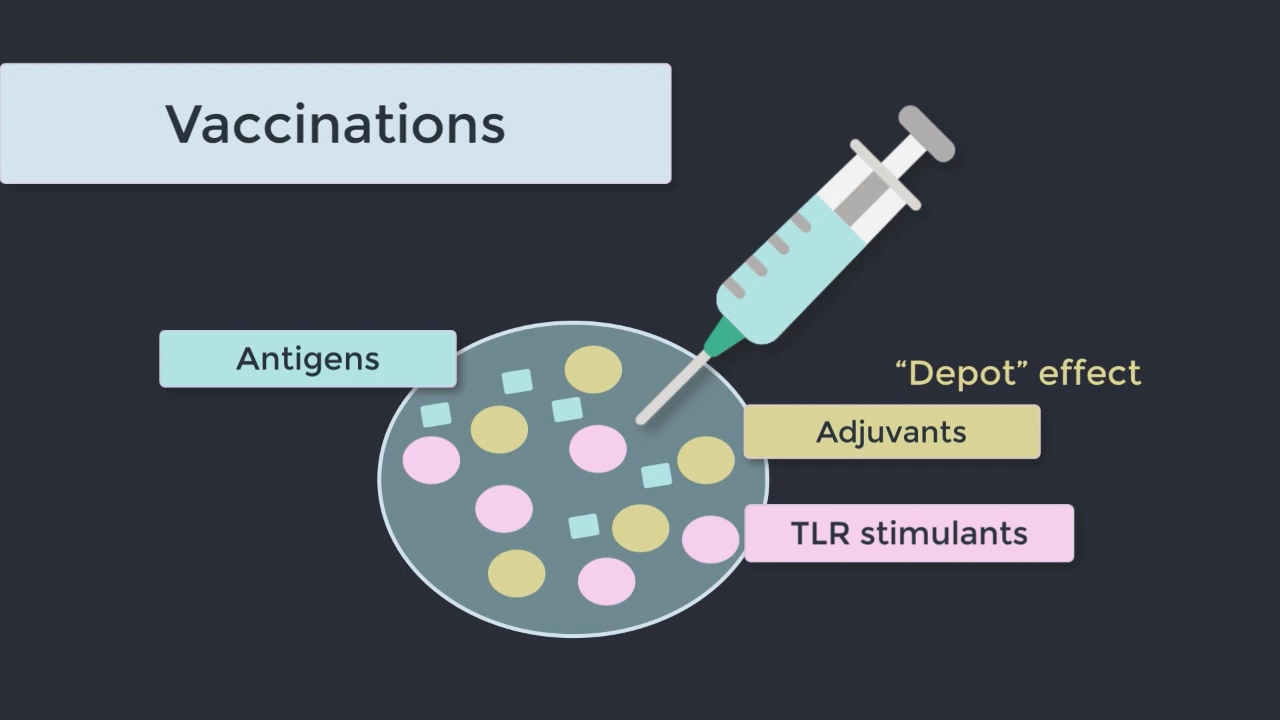 Vaccinations
Antigens
“Depot” effect
Adjuvants
TLR stimulants